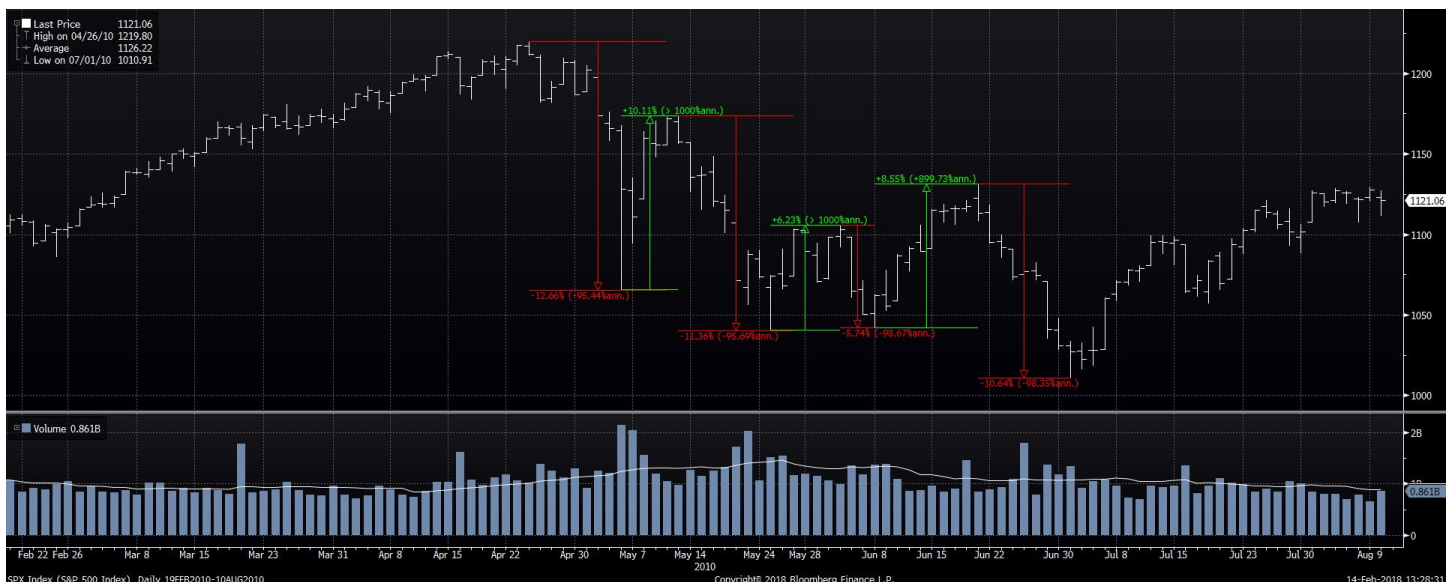 Last Price 1121.06
High on 04/26/10 1219.80
Average 1126.22
Low on 07/01/10 1010.91
1200
+10.11% (> 1000%ann.)
1150
+8.55% (+899.73%ann.)
1121.06
+6.23% (> 1000%ann.)
1100
-12.66% (-95.44%ann.)
1050
-11.36% (-95.69%ann.)
-5.74% (-98.67%ann.)
-10.64% (-98.35%ann.)
1000
Volume 0.861B
2B
0.861B
0
Feb 22 Feb 26 Mar 8 Mar 15 Mar 23 Mar 31 Apr 8 Apr 15 Apr 22 Apr 30 May 7 May 14 May 24 May 28 Jun 8 Jun 15 Jun 22 Jun 30 Jul 8 Jul 15 Jul 23 Jul 30 Aug 9
2010
SPX Index (S&P 500 Index) Daily 19FEB2010-10AUG2010 Copyright© 2018 Bloomberg Finance L.P. 14-Feb-2018 13:28:31